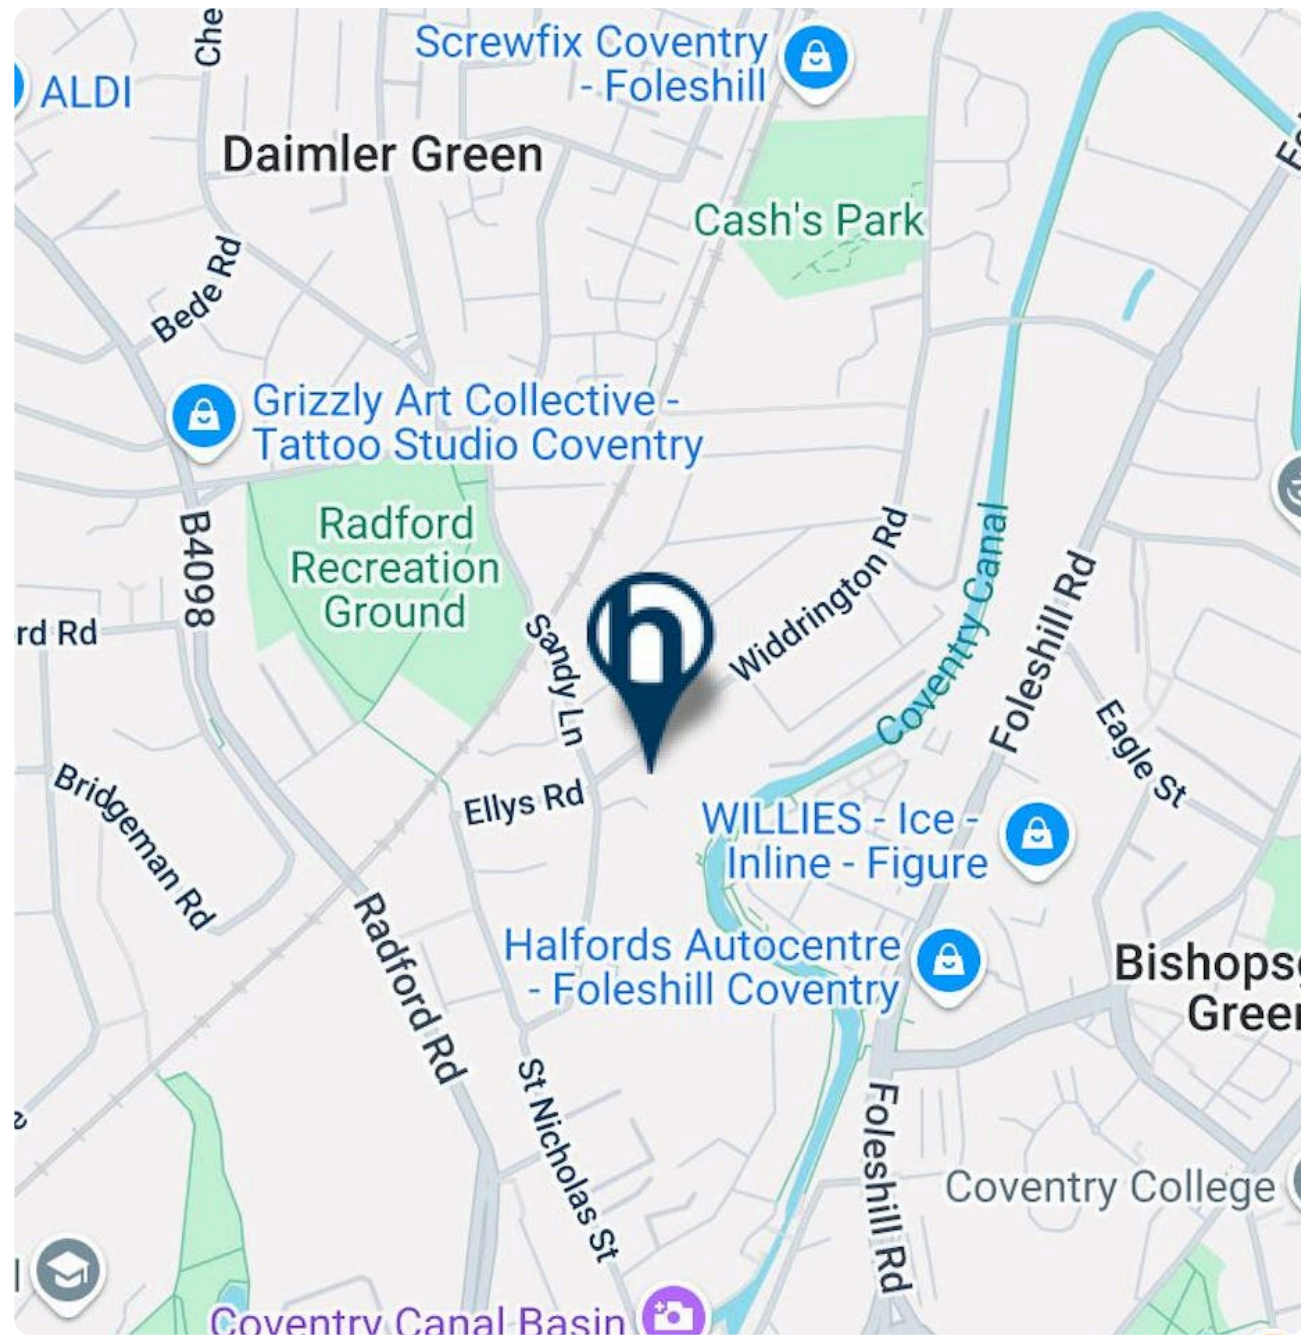 Che
Screwfix Coventry
- Foleshill
ALDI
Daimler Green
Cash's Park
Bede Rd
Grizzly Art Collective -
Tattoo Studio Coventry
Radford
Recreation
Ground
B4098
Widdrington Rd
Coventry Canal
Foleshill Rd
rd Rd
Sandy Ln
h
Eagle St
Bridgeman Rd
Ellys Rd
WILLIES - Ice -
Inline - Figure
Halfords Autocentre
- Foleshill Coventry
Radford Rd
St Nicholas St
Foleshill Rd
Coventry College
Green
Coventry Canal Basin